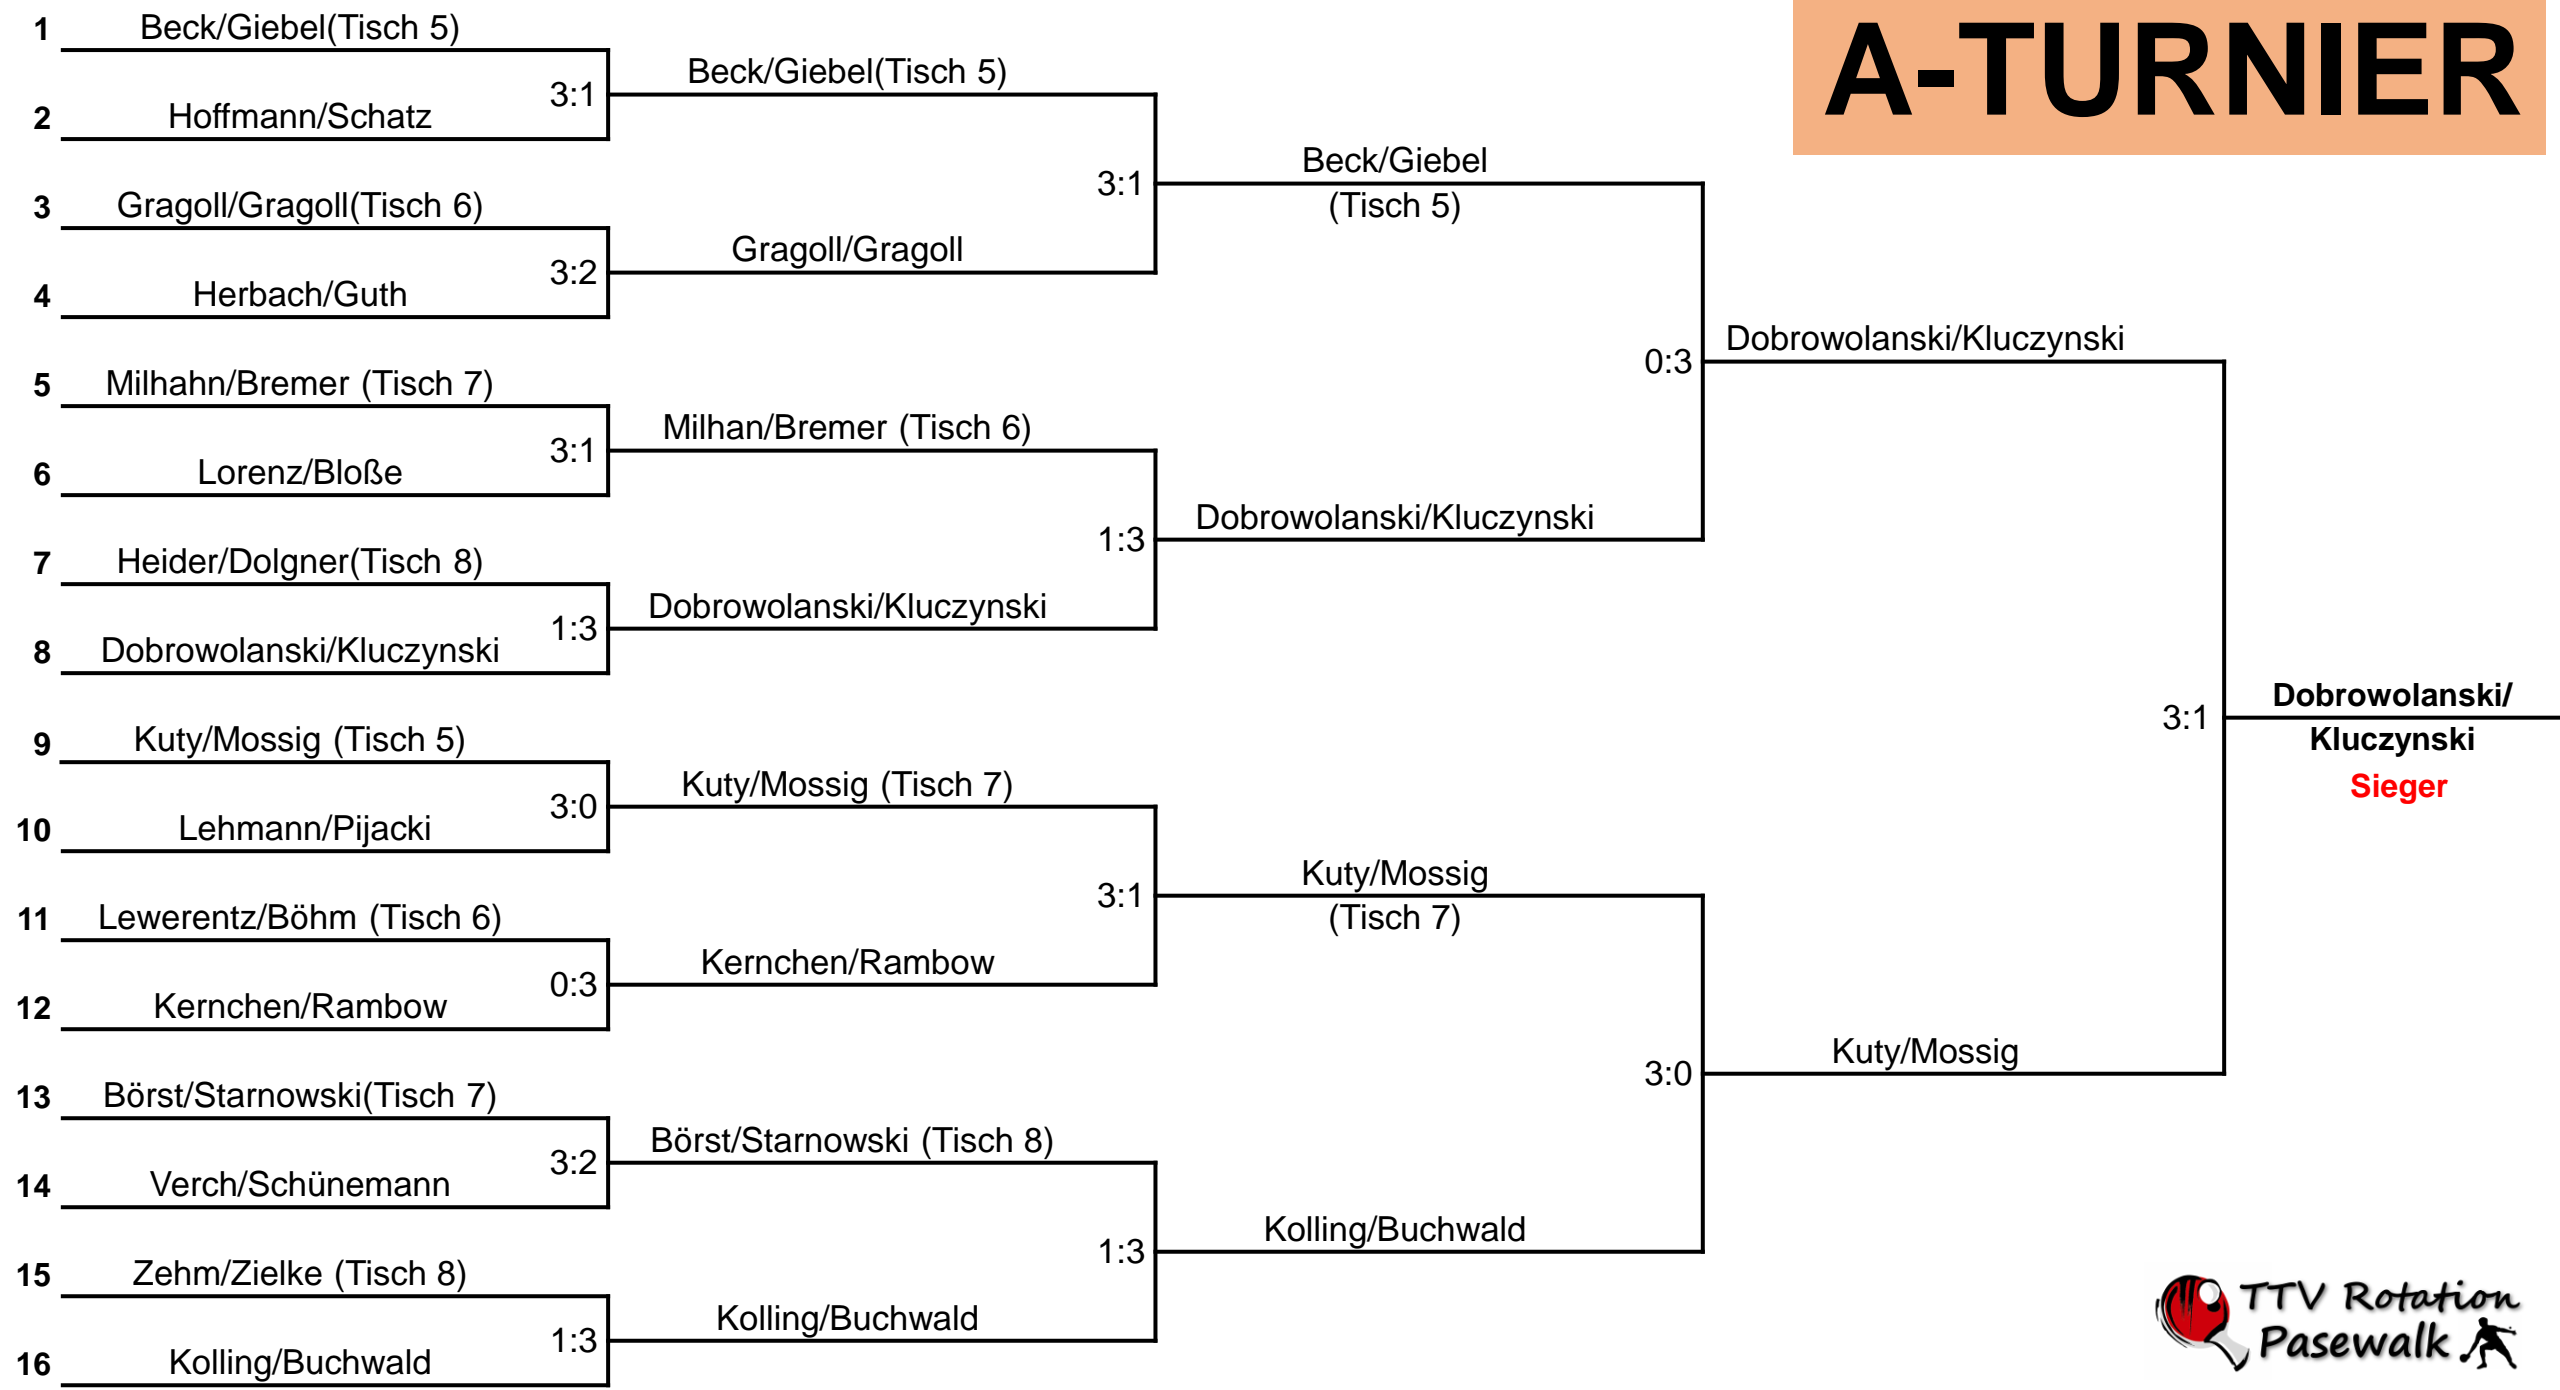 A-TURNIER
1 Beck/Giebel(Tisch 5)
3:1
2 Hoffmann/Schatz
3 Gragoll/Gragoll(Tisch 6)
3:2
4 Herbach/Guth
5 Milhahn/Bremer (Tisch 7)
3:1
6 Lorenz/Bloße
7 Heider/Dolgner(Tisch 8)
1:3
8 Dobrowolanski/Kluczynski
9 Kuty/Mossig (Tisch 5)
3:0
10 Lehmann/Pijacki
11 Lewerentz/Böhm (Tisch 6)
0:3
12 Kernchen/Rambow
13 Börst/Starnowski(Tisch 7)
3:2
14 Verch/Schünemann
15 Zehm/Zielke (Tisch 8)
1:3
16 Kolling/Buchwald
Beck/Giebel(Tisch 5)
3:1
Gragoll/Gragoll
Milhan/Bremer (Tisch 6)
1:3
Dobrowolanski/Kluczynski
Kuty/Mossig (Tisch 7)
3:1
Kernchen/Rambow
Börst/Starnowski (Tisch 8)
1:3
Kolling/Buchwald
Beck/Giebel
(Tisch 5)
0:3
Dobrowolanski/Kluczynski
Kuty/Mossig
(Tisch 7)
3:0
Kolling/Buchwald
Dobrowolanski/Kluczynski
3:1
Kuty/Mossig
Dobrowolanski/
Kluczynski
Sieger
TTV Rotation
Pasewalk